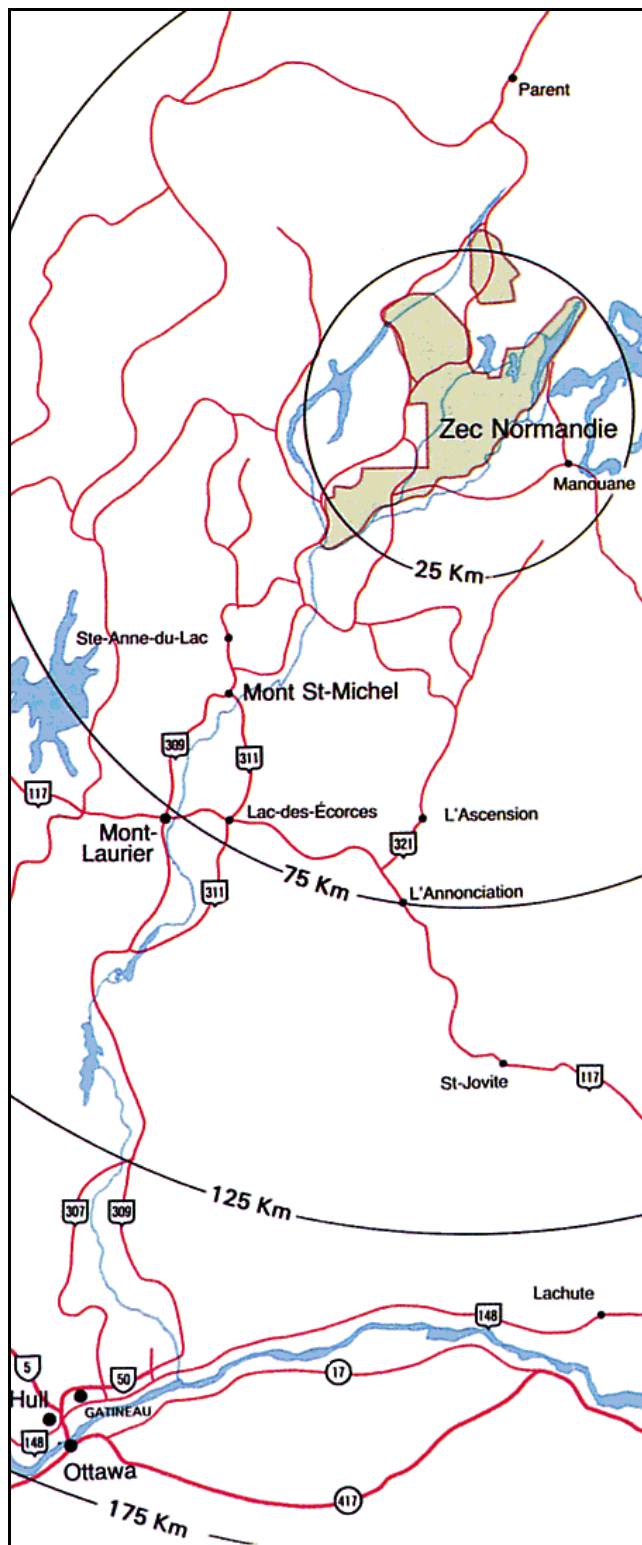 Parent
Zec Normandie
Manouane
25 Km
Ste-Anne-du-Lac
Mont St-Michel
309
311
117
Lac-des-Écorces
L'Ascension
Mont-
Laurier
321
75 Km
311
L'Annonciation
St-Jovite
117
125 Km
307
309
Lachute
148
5
50
17
Hull
GATINEAU
148
Ottawa
417
175 Km